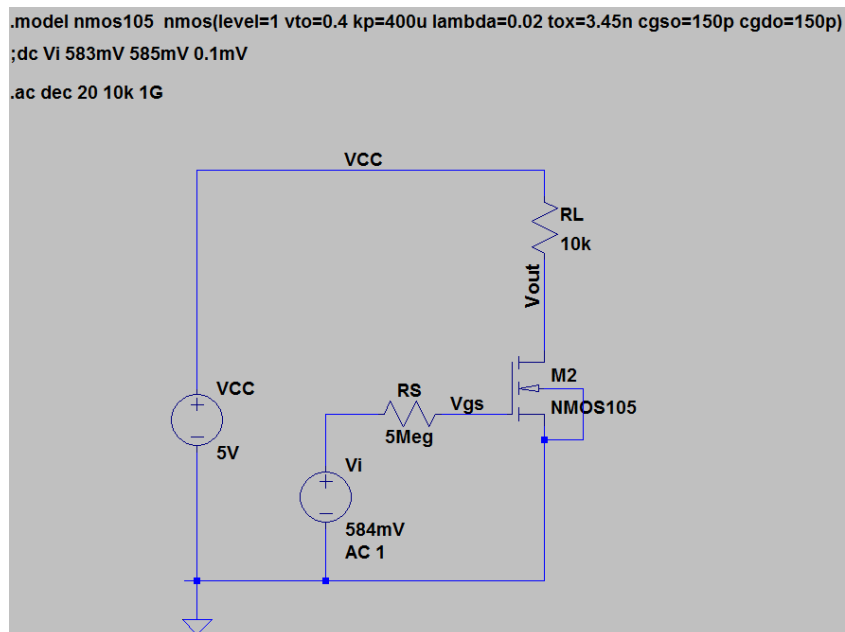 .model nmos105 nmos(level=1 vto=0.4 kp=400u lambda=0.02 tox=3.45n cgso=150p cgdo=150p)
;dc Vi 583mV 585mV 0.1mV
.ac dec 20 10k 1G
VCC
RL
10k
Vout
M2
NMOS105
RS
5Meg
Vgs
VCC
5V
Vi
584mV
AC 1